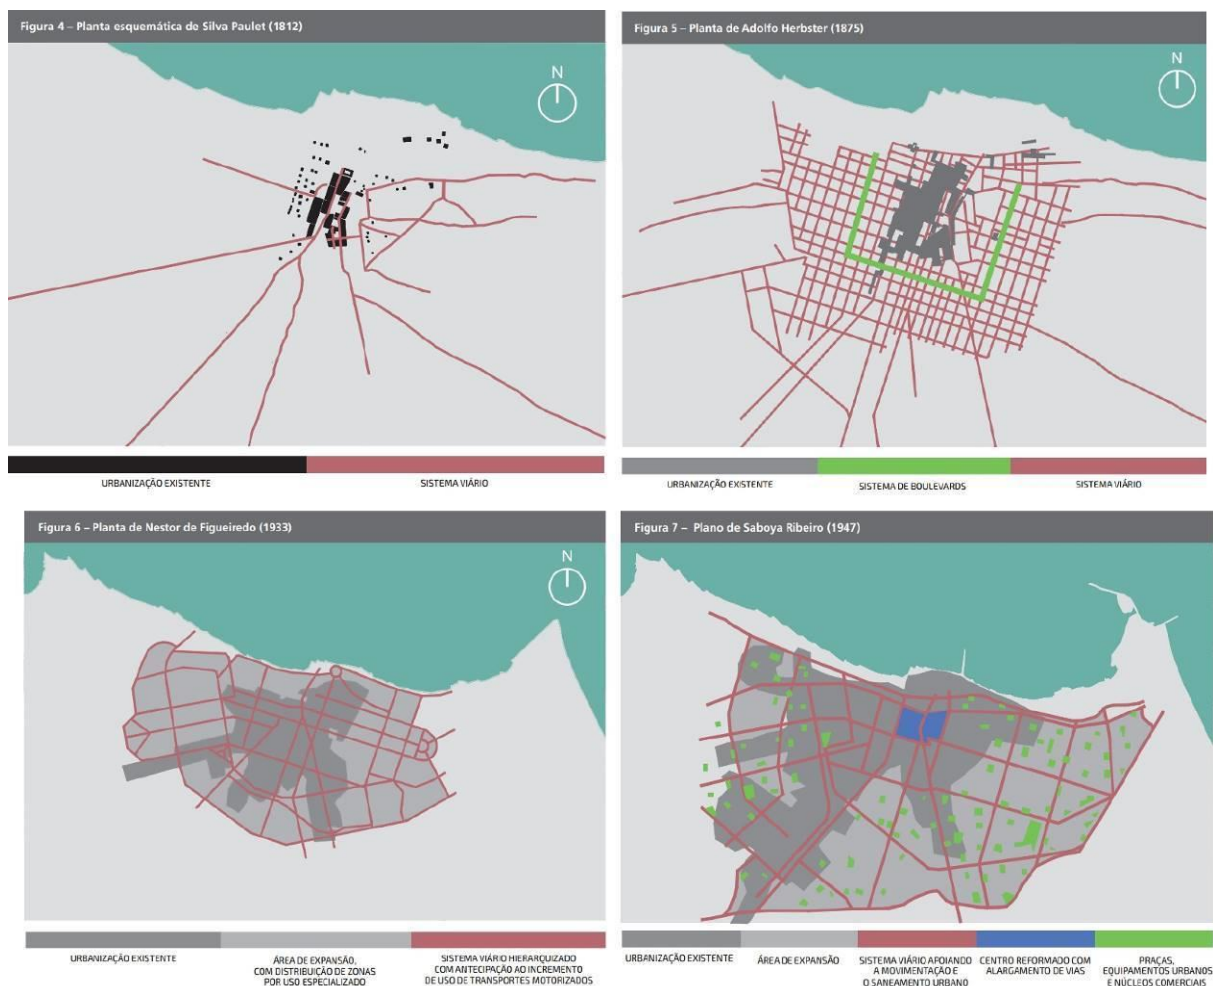 Figura 4 – Planta esquemática de Silva Paulet (1812)
N
URBANIZAÇÃO EXISTENTE
SISTEMA VIÁRIO
Figura 5 – Planta de Adolfo Herbster (1875)
N
URBANIZAÇÃO EXISTENTE
SISTEMA DE BOULEVARDS
SISTEMA VIÁRIO
Figura 6 – Planta de Nestor de Figueiredo (1933)
N
URBANIZAÇÃO EXISTENTE
ÁREA DE EXPANSÃO,
COM DISTRIBUIÇÃO DE ZONAS
POR USO ESPECIALIZADO
SISTEMA VIÁRIO HIERARQUIZADO
COM ANTECIPAÇÃO AO INCREMENTO
DE USO DE TRANSPORTES MOTORIZADOS
Figura 7 – Plano de Saboya Ribeiro (1947)
URBANIZAÇÃO EXISTENTE
ÁREA DE EXPANSÃO
SISTEMA VIÁRIO APOIANDO
A MOVIMENTAÇÃO E
O SANEAMENTO URBANO
CENTRO REFORMADO COM
ALARGAMENTO DE VIAS
PRAÇAS,
EQUIPAMENTOS URBANOS
E NÚCLEOS COMERCIAIS